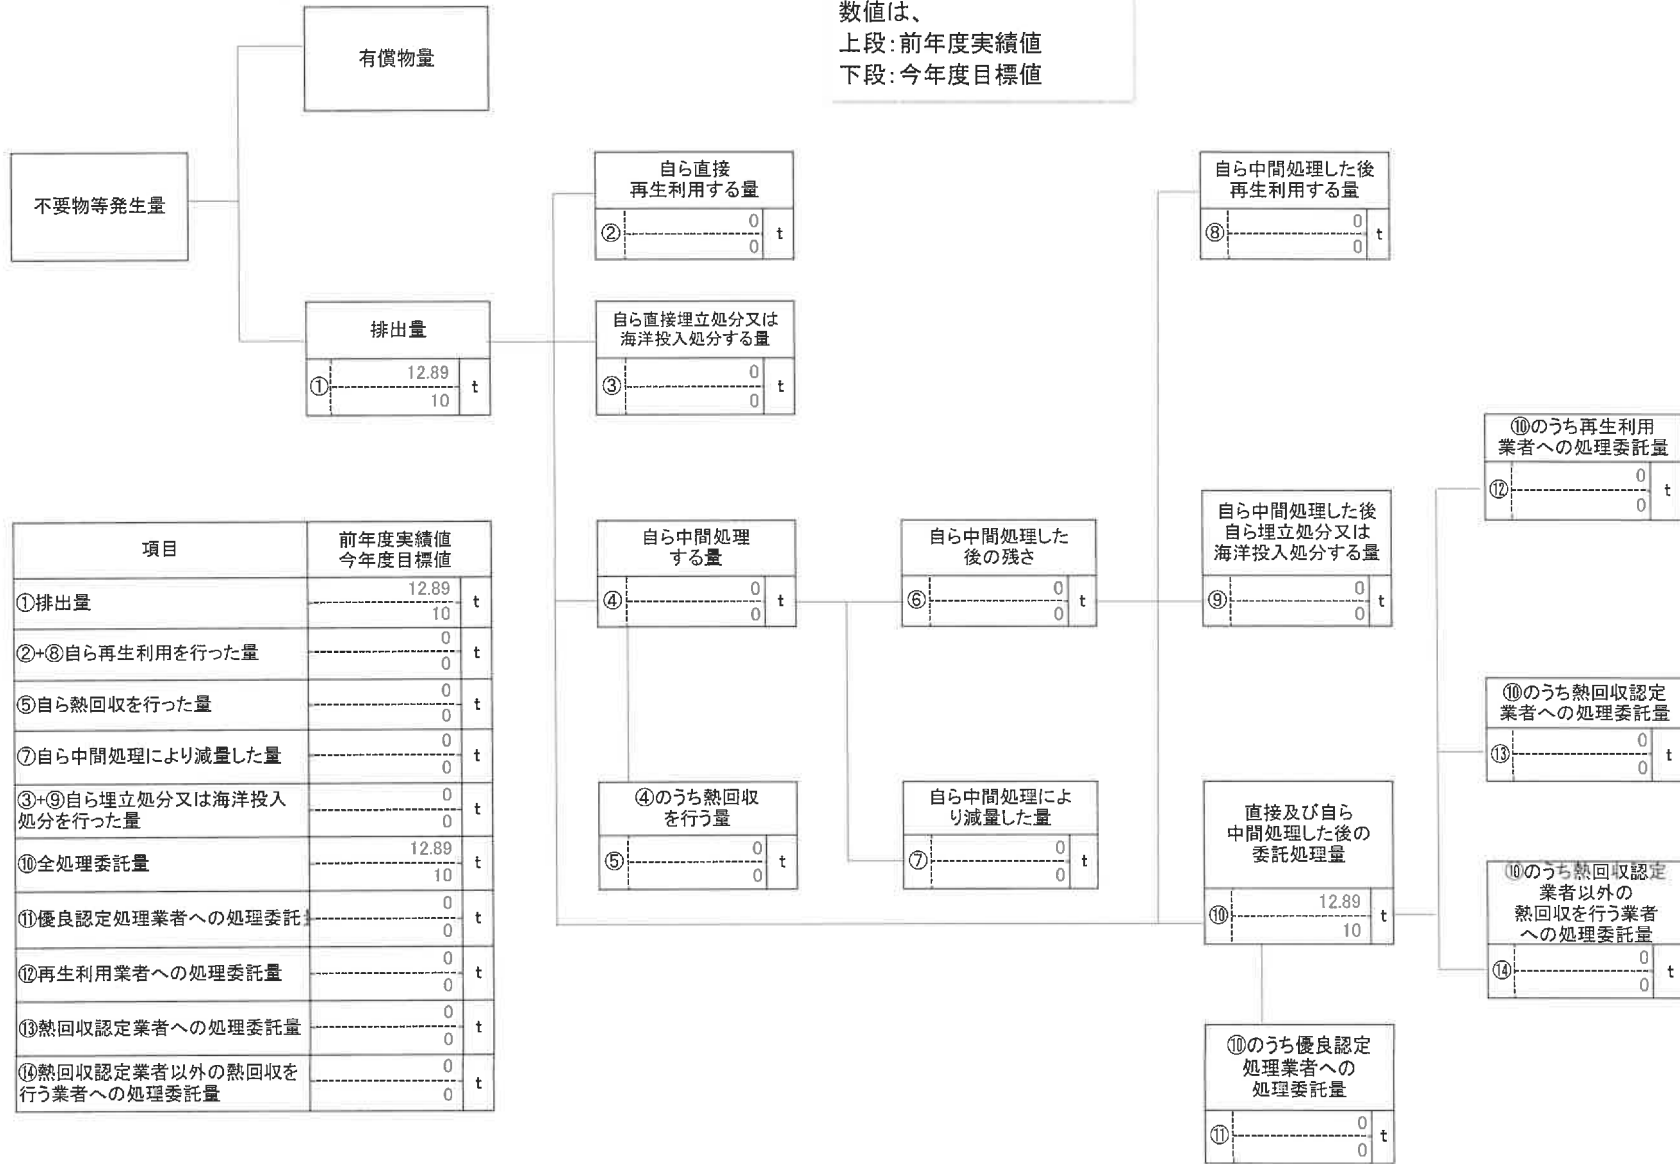 数値は、
上段：前年度実績値
下段：今年度目標値
有償物量
不要物等発生量
排出量
①
12.89
10
t
自ら直接
再生利用する量
②
0
0
t
自ら直接埋立処分又は
海洋投入処分する量
③
0
0
t
自ら中間処理
する量
④
0
0
t
④のうち熱回収
を行う量
⑤
0
0
t
自ら中間処理した
後の残さ
⑥
0
0
t
自ら中間処理によ
り減量した量
⑦
0
0
t
自ら中間処理した後
再生利用する量
⑧
0
0
t
自ら中間処理した後
自ら埋立処分又は
海洋投入処分する量
⑨
0
0
t
直接及び自ら
中間処理した後の
委託処理量
⑩
12.89
10
t
⑩のうち優良認定
処理業者への
処理委託量
⑪
0
0
t
⑩のうち再生利用
業者への処理委託量
⑫
0
0
t
⑩のうち熱回収認定
業者への処理委託量
⑬
0
0
t
⑩のうち熱回収認定
業者以外の
熱回収を行う業者
への処理委託量
⑭
0
0
t
項目
前年度実績値
今年度目標値
①排出量
12.89
10
t
②+⑧自ら再生利用を行った量
0
0
t
⑤自ら熱回収を行った量
0
0
t
⑦自ら中間処理により減量した量
0
0
t
③+⑨自ら埋立処分又は海洋投入
処分を行った量
0
0
t
⑩全処理委託量
12.89
10
t
⑪優良認定処理業者への処理委託
0
0
t
⑫再生利用業者への処理委託量
0
0
t
⑬熱回収認定業者への処理委託量
0
0
t
⑭熱回収認定業者以外の熱回収を
行う業者への処理委託量
0
0
t